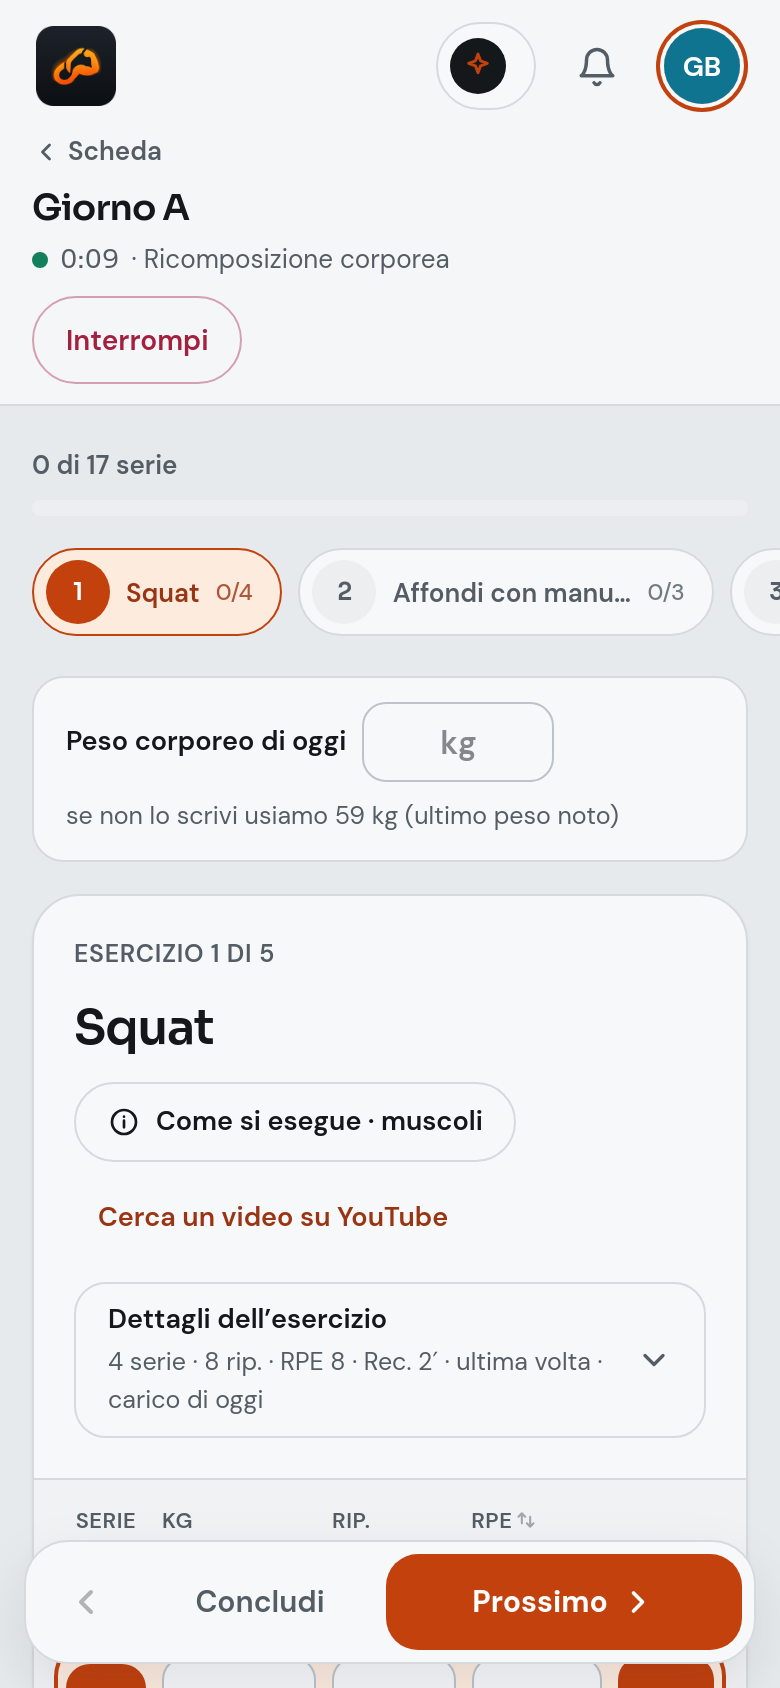 GB
Scheda
Giorno A
0:09 · Ricomposizione corporea
Interrompi
0 di 17 serie
1 Squat 0/4
2 Affondi con manu... 0/3
3
Peso corporeo di oggi kg
se non lo scrivi usiamo 59 kg (ultimo peso noto)
ESERCIZIO 1 DI 5
Squat
Come si esegue · muscoli
Cerca un video su YouTube
Dettagli dell’esercizio
4 serie · 8 rip. · RPE 8 · Rec. 2′ · ultima volta ·
carico di oggi
SERIE KG RIP. RPE
Concludi Prossimo